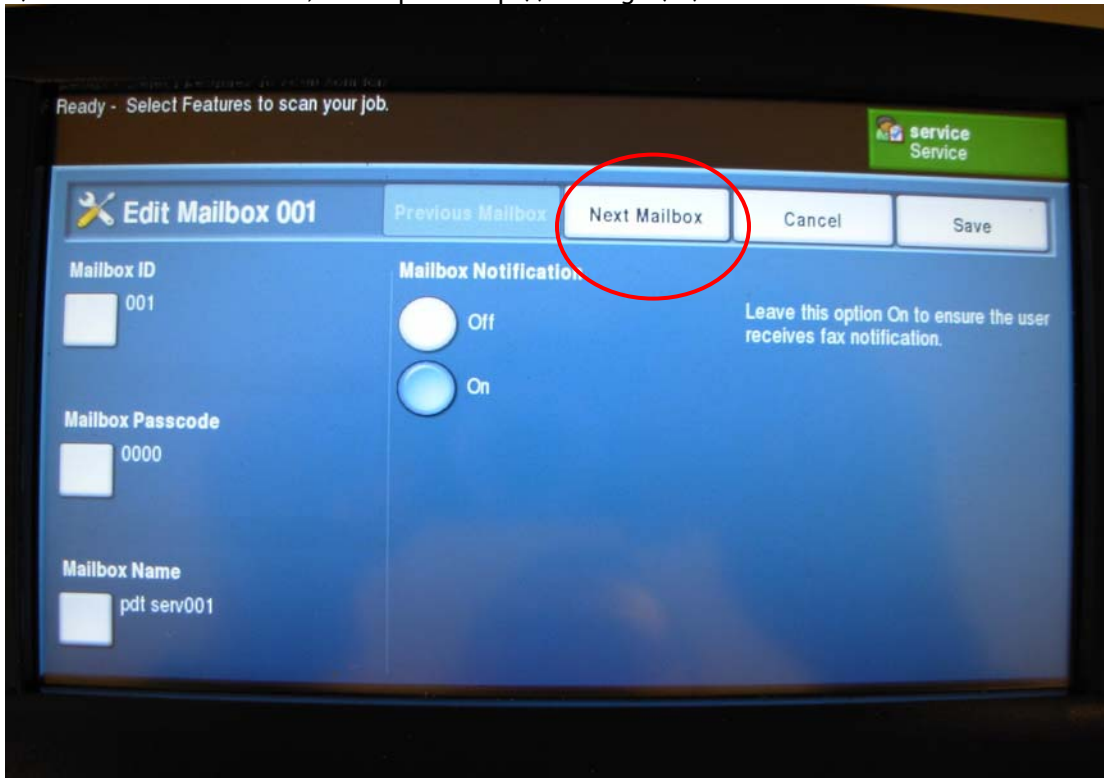 Ready - Select Features to scan your job.
service
Service
Edit Mailbox 001
Previous Mailbox
Next Mailbox
Cancel
Save
Mailbox ID
001
Mailbox Notification
Off
On
Leave this option On to ensure the user
receives fax notification.
Mailbox Passcode
0000
Mailbox Name
pdt serv001